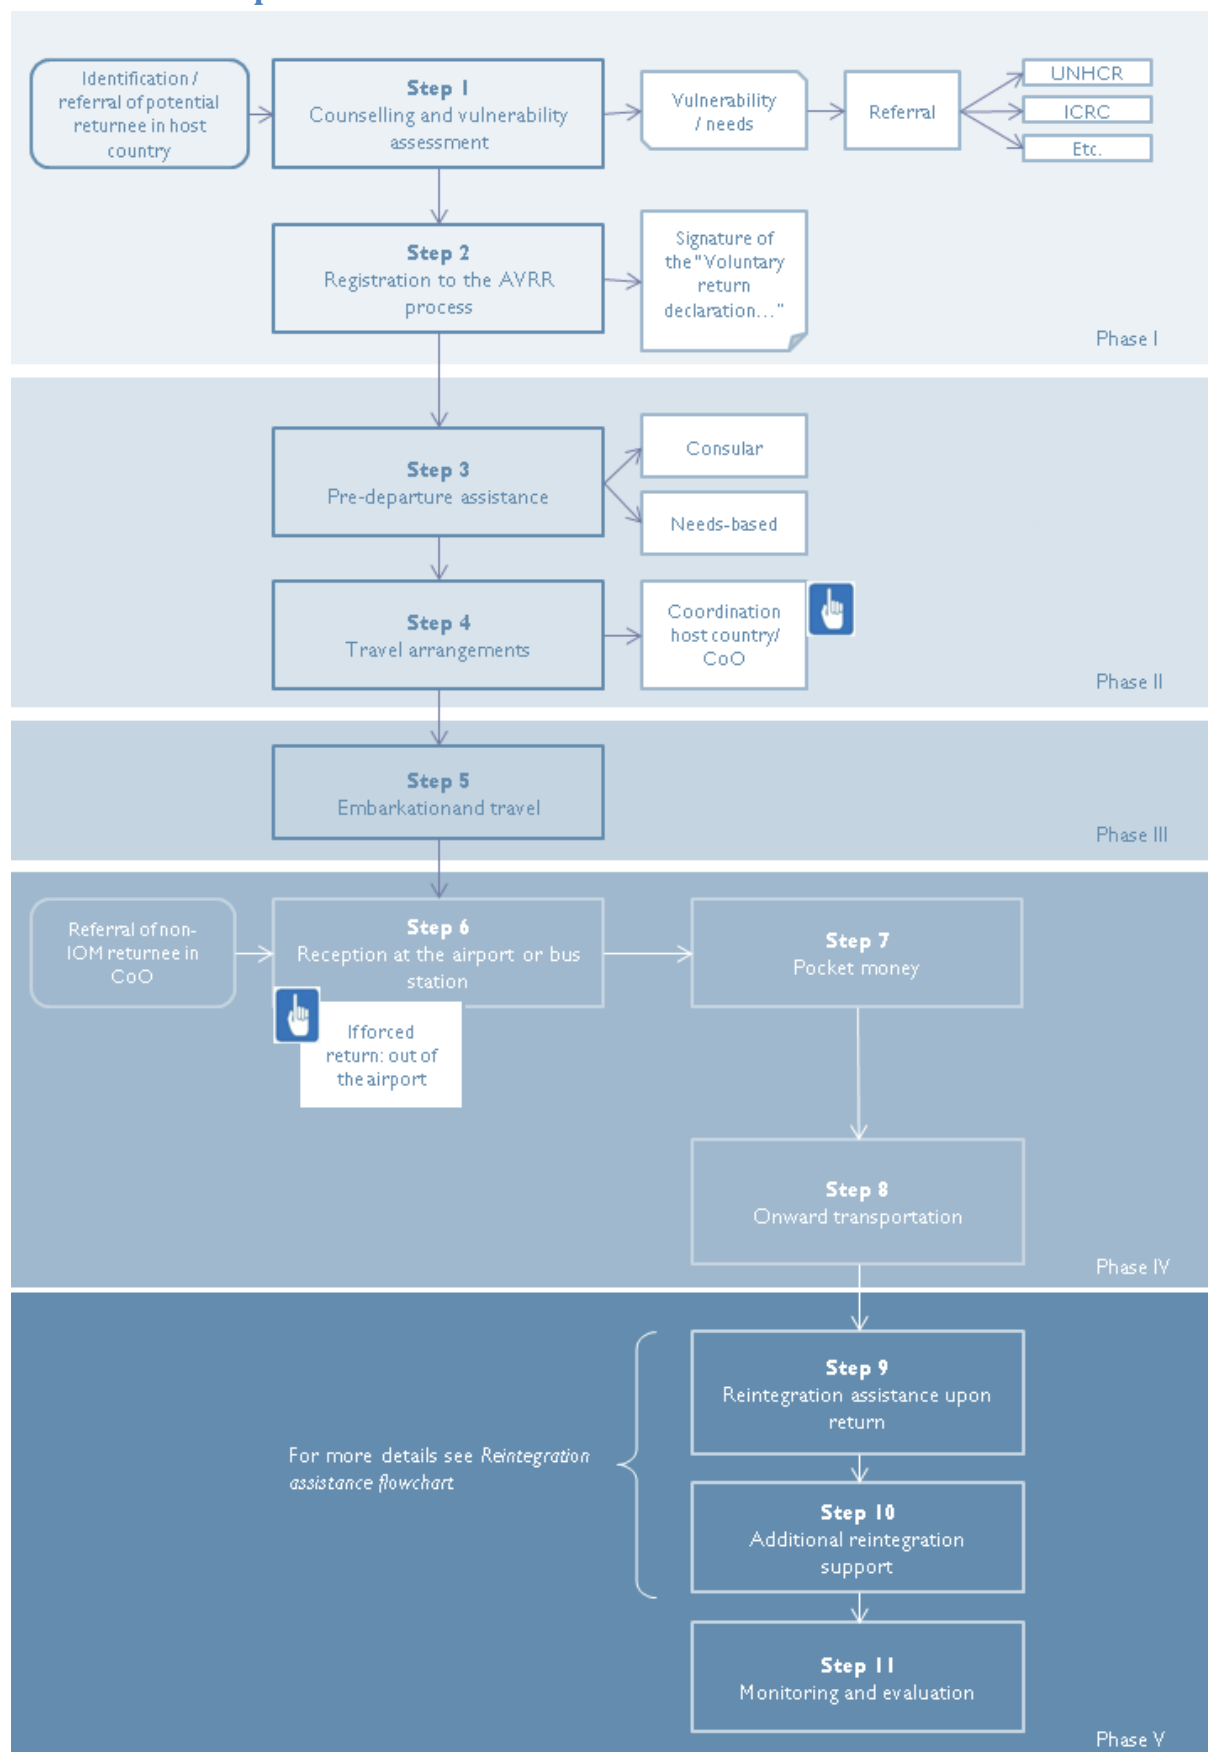 Identification /
referral of potential
returnee in host
country
Step 1
Counselling and vulnerability
assessment
Vulnerability
/ needs
Referral
UNHCR
ICRC
Etc.
Step 2
Registration to the AVRR
process
Signature of
the "Voluntary
return
declaration..."
Phase I
Step 3
Pre-departure assistance
Consular
Needs-based
Step 4
Travel arrangements
Coordination
host country/
CoO
Phase II
Step 5
Embarkationand travel
Phase III
Referral of non-
IOM returnee in
CoO
Step 6
Reception at the airport or bus
station
If forced
return: out of
the airport
Step 7
Pocket money
Step 8
Onward transportation
Phase IV
Step 9
Reintegration assistance upon
return
For more details see Reintegration
assistance flowchart
Step 10
Additional reintegration
support
Step 11
Monitoring and evaluation
Phase V